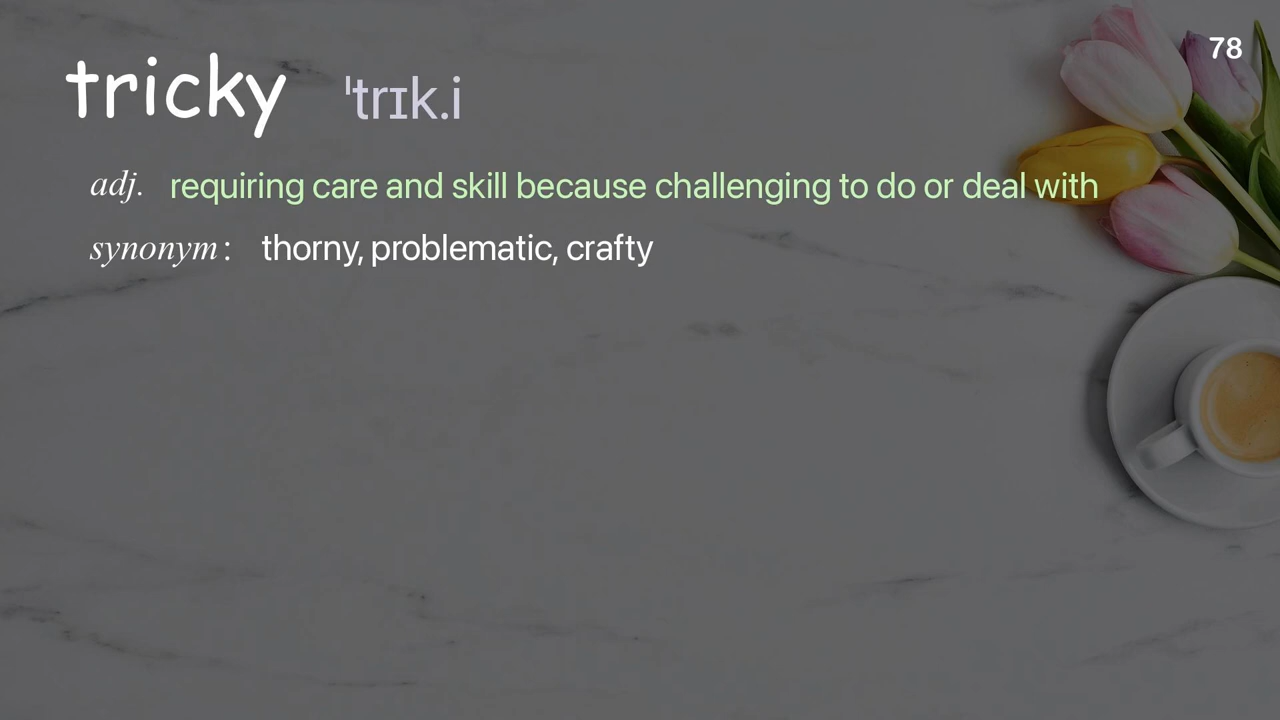 78
tricky ˈtrɪk.i
adj. requiring care and skill because challenging to do or deal with
synonym: thorny, problematic, crafty